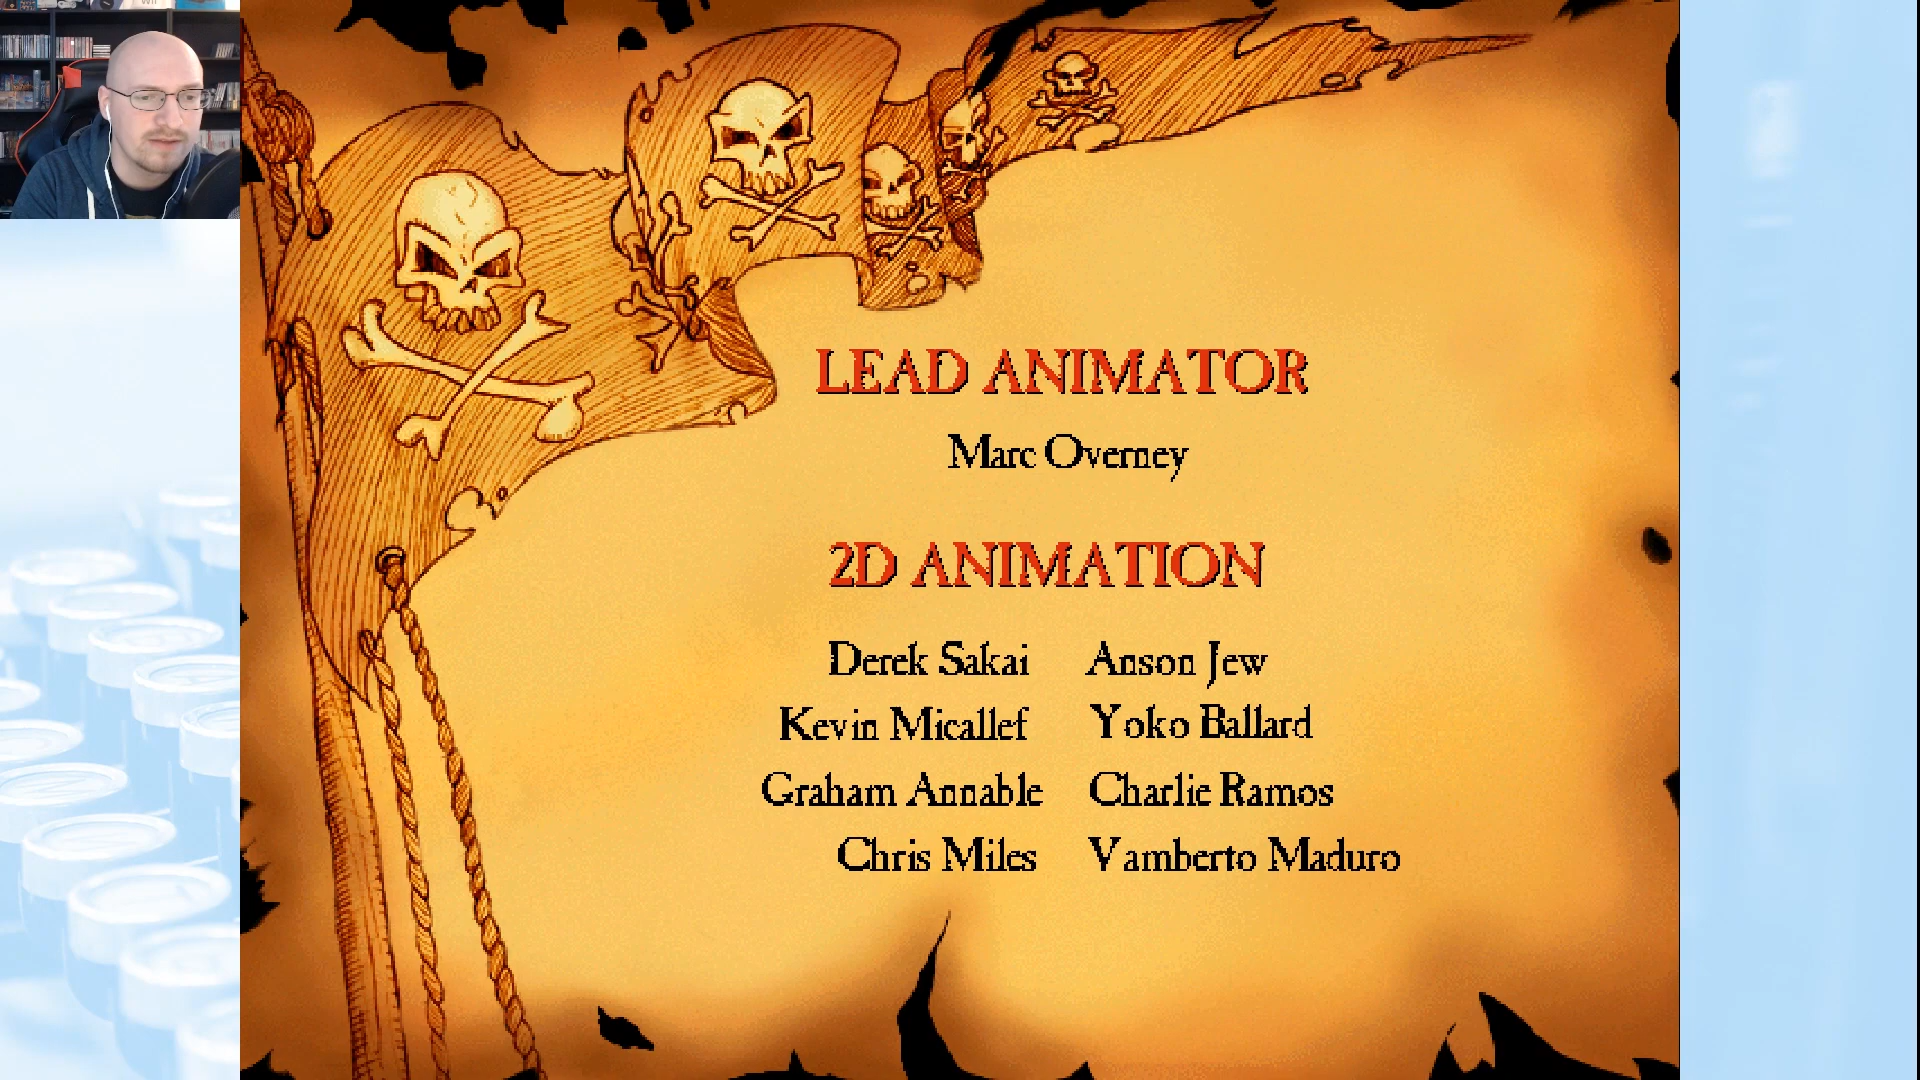 LEAD ANIMATOR
Marc Overney
2D ANIMATION
Derek Sakai Anson Jew
Kevin Micallef Yoko Ballard
Graham Annable Charlie Ramos
Chris Miles Vamberto Maduro